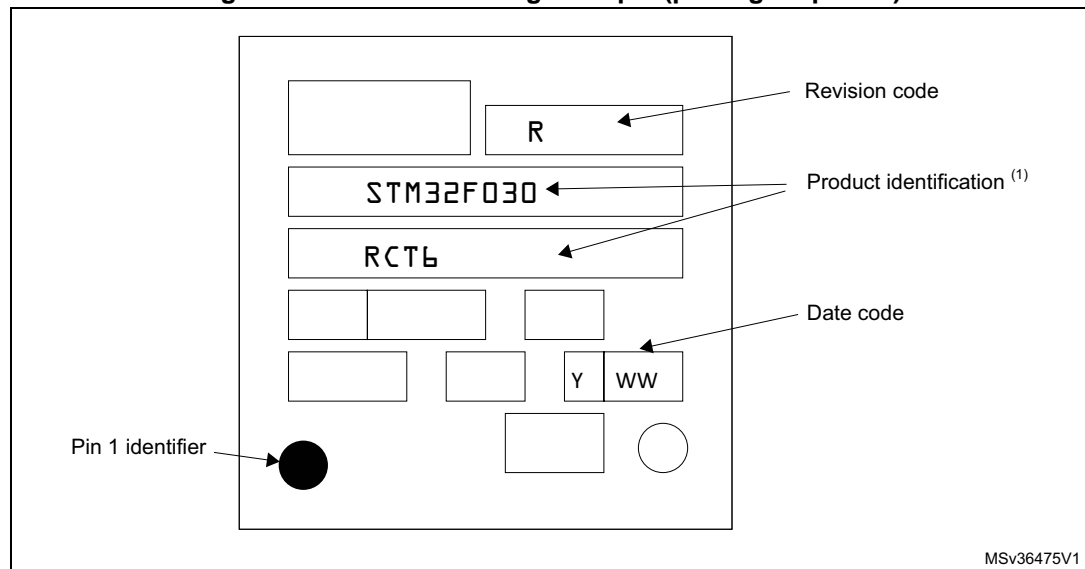 Revision code
R
STM32F030
Product identification (1)
RCT6
Date code
Y WW
Pin 1 identifier
MSv36475V1